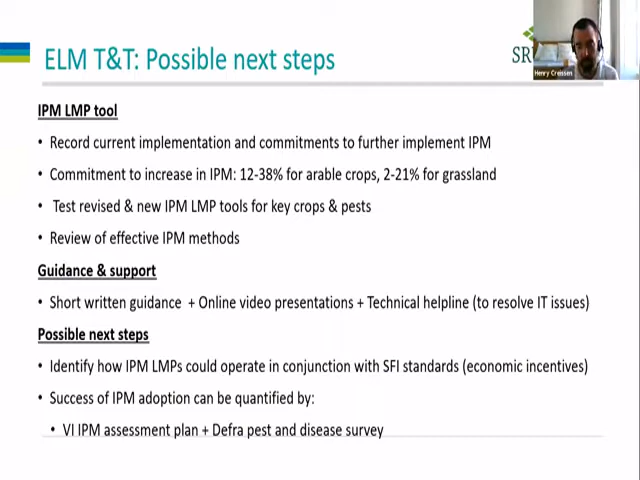 ELM T&T: Possible next steps
SR
Henry Creissen
IPM LMP tool
• Record current implementation and commitments to further implement IPM
• Commitment to increase in IPM: 12-38% for arable crops, 2-21% for grassland
• Test revised & new IPM LMP tools for key crops & pests
• Review of effective IPM methods
Guidance & support
• Short written guidance + Online video presentations + Technical helpline (to resolve IT issues)
Possible next steps
• Identify how IPM LMPs could operate in conjunction with SFI standards (economic incentives)
• Success of IPM adoption can be quantified by:
• VI IPM assessment plan + Defra pest and disease survey